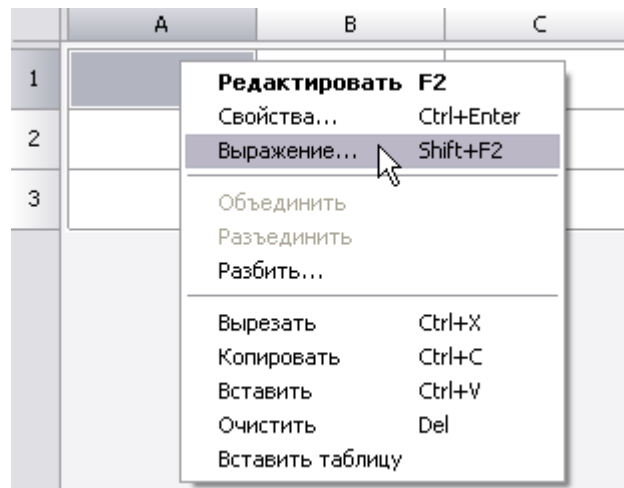 A B C
1
2
3
Редактировать F2
Свойства... Ctrl+Enter
Выражение... Shift+F2
Объединить
Разъединить
Разбить...
Вырезать Ctrl+X
Копировать Ctrl+C
Вставить Ctrl+V
Очистить Del
Вставить таблицу